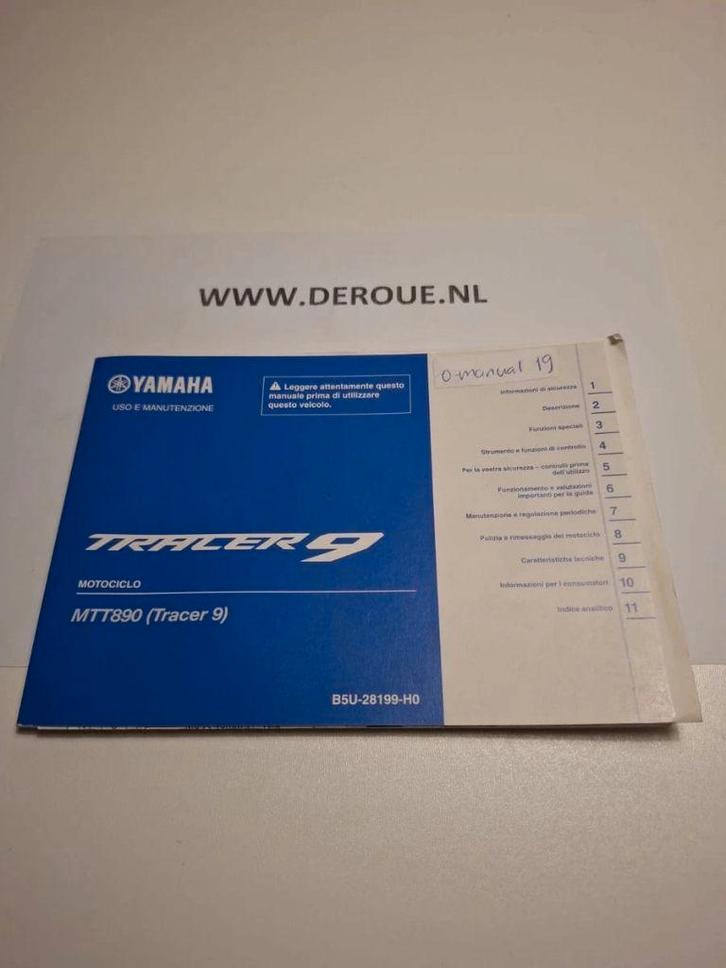 WWW.DEROUE.NL
YAMAHA
USO E MANUTENZIONE
Leggere attentamente questo
manuale prima di utilizzare
questo veicolo.
TRACER 9
MOTOCICLO
MTT890 (Tracer 9)
B5U-28199-H0
O-manual 19
Informazioni di sicurezza 1
Descrizione 2
Funzioni speciali 3
Strumento e funzioni di controllo 4
Per la vostra sicurezza – controlli prima
dell'utilizzo 5
Funzionamento e valutazioni
importanti per la guida 6
Manutenzione e regolazione periodiche 7
Pulizia e rimessaggio del motociclo 8
Caratteristiche tecniche 9
Informazioni per i consumatori 10
Indice analitico 11